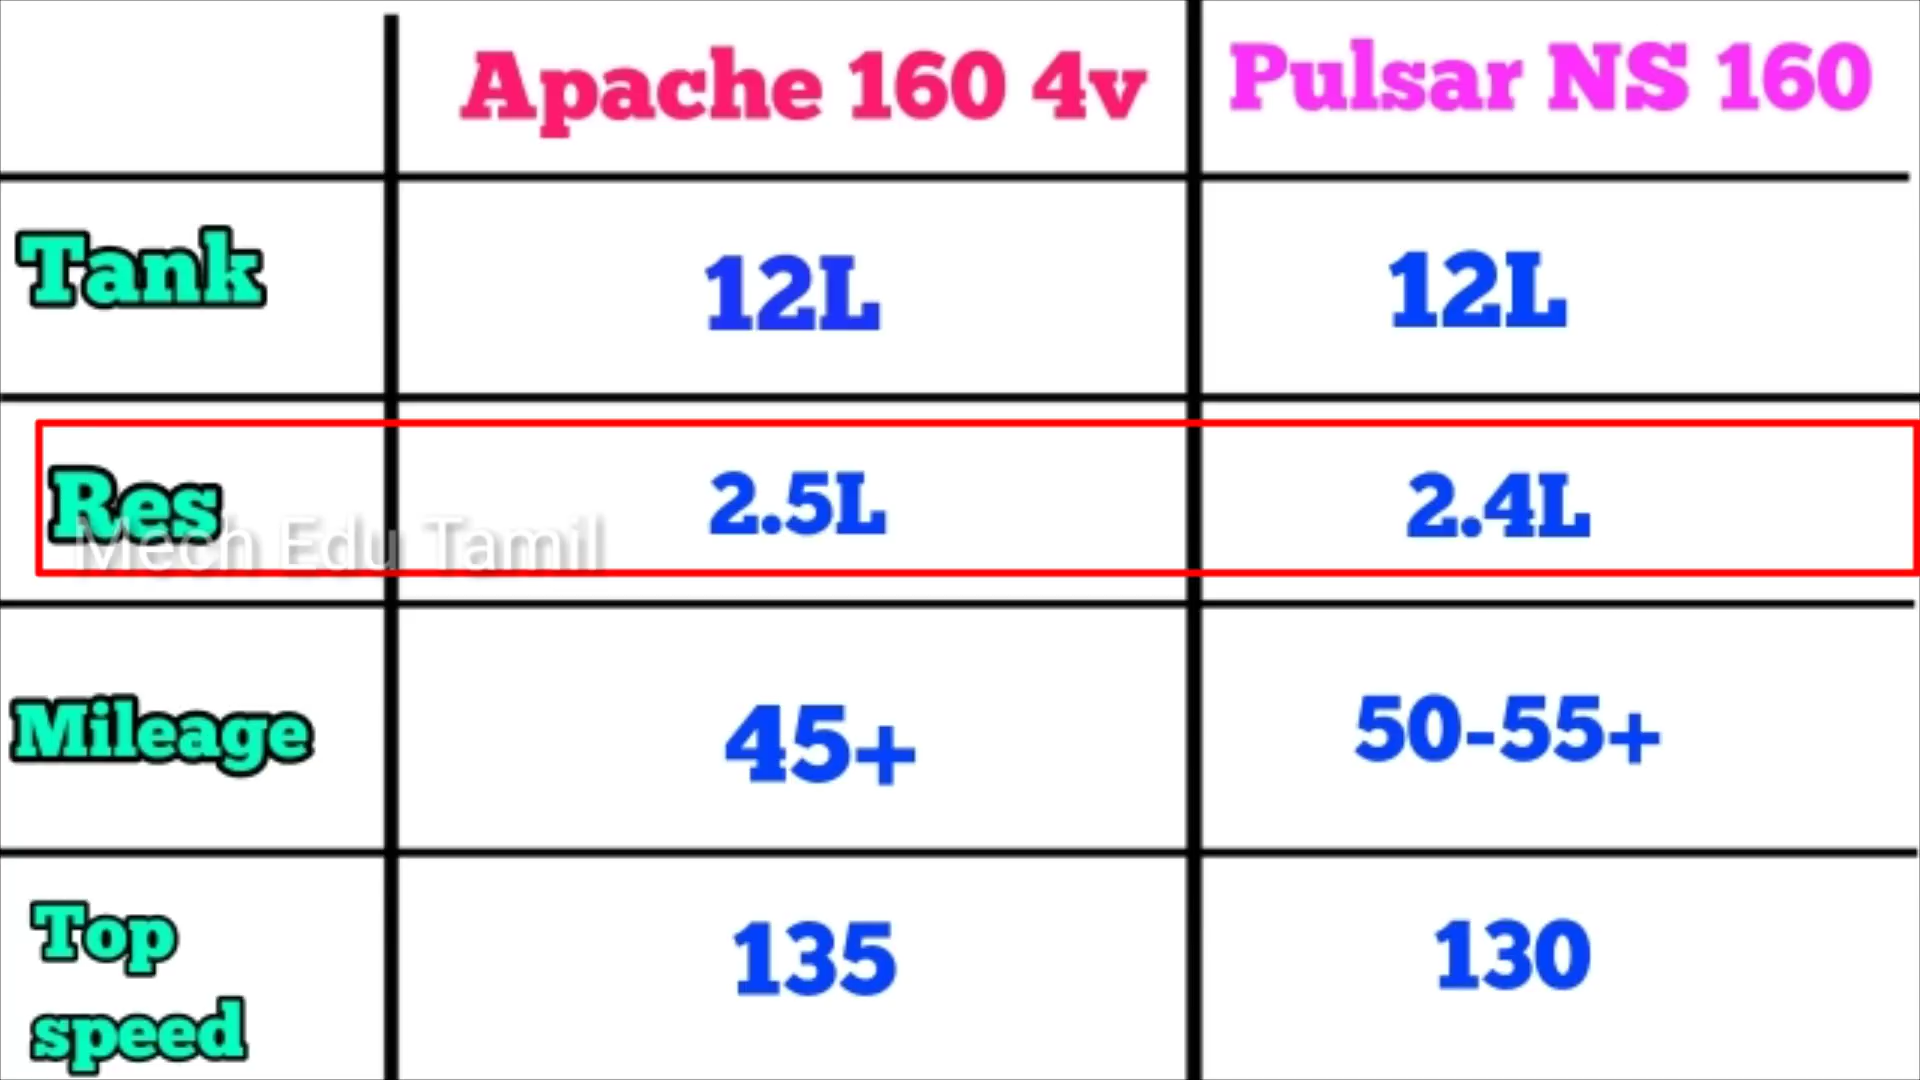 Apache 160 4v Pulsar NS 160
Tank 12L 12L
Res 2.5L 2.4L
Mech Edu Tamil
Mileage 45+ 50-55+
Top speed 135 130